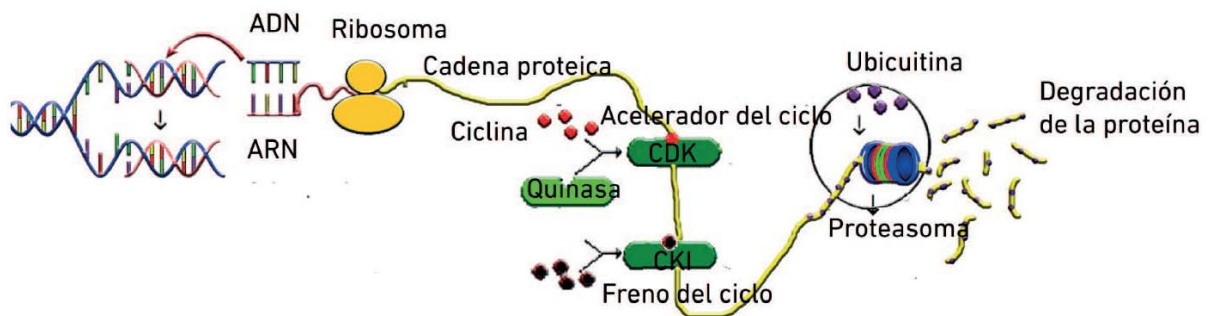 ADN
Ribosoma
Cadena proteica
ARN
Ciclina
Acelerador del ciclo
CDK
Quinasa
CKI
Freno del ciclo
Ubicuitina
Proteasoma
Degradación
de la proteína